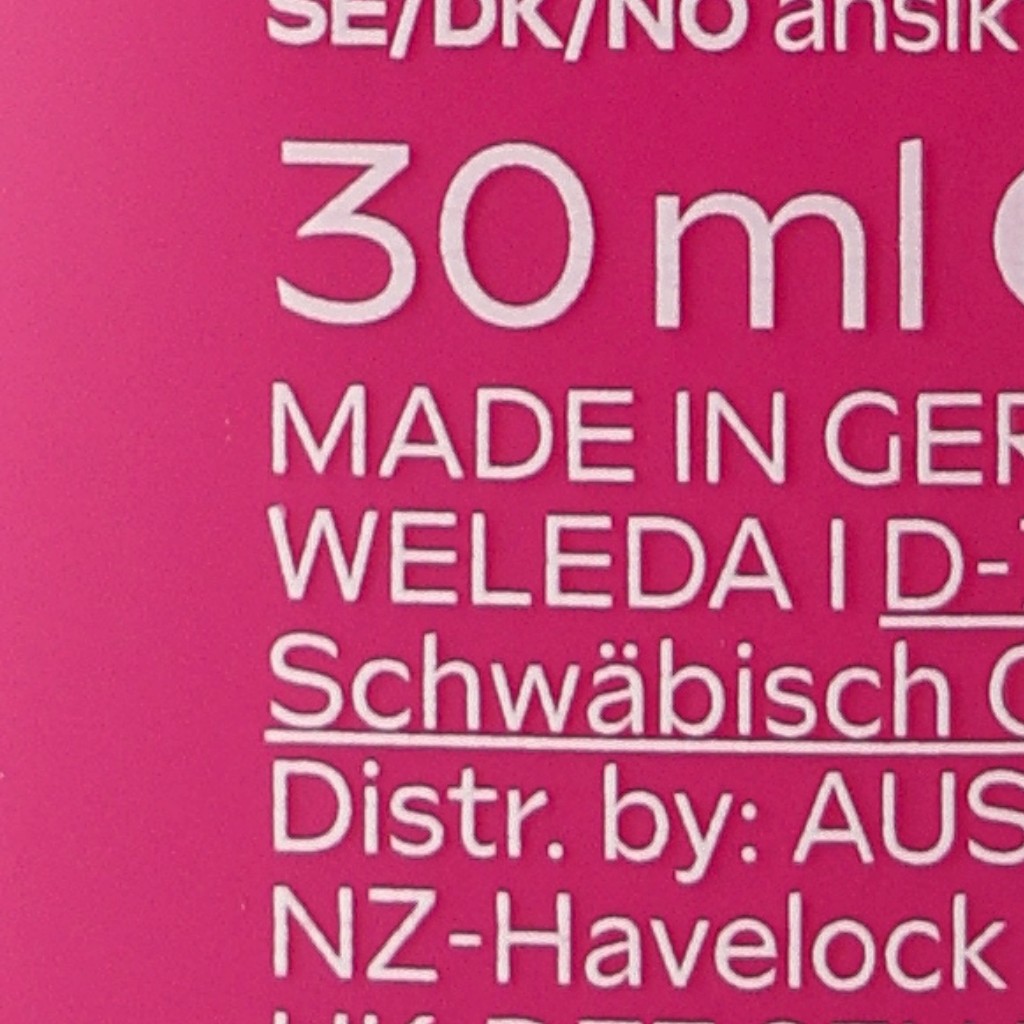 SE/DK/NO ansik
30 ml
MADE IN GER
WELEDA I D-
Schwäbisch G
Distr. by: AUS
NZ-Havelock